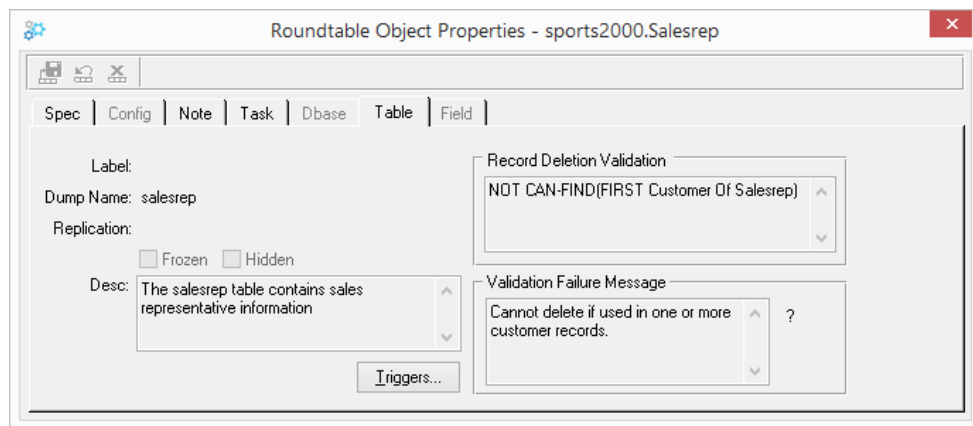 Roundtable Object Properties - sports2000.Salesrep
Spec Config Note Task Dbase Table Field
Label:
Dump Name: salesrep
Replication:
Frozen Hidden
Desc: The salesrep table contains sales
representative information
Triggers...
Record Deletion Validation
NOT CAN-FIND(FIRST Customer Of Salesrep)
Validation Failure Message
Cannot delete if used in one or more
customer records.
?